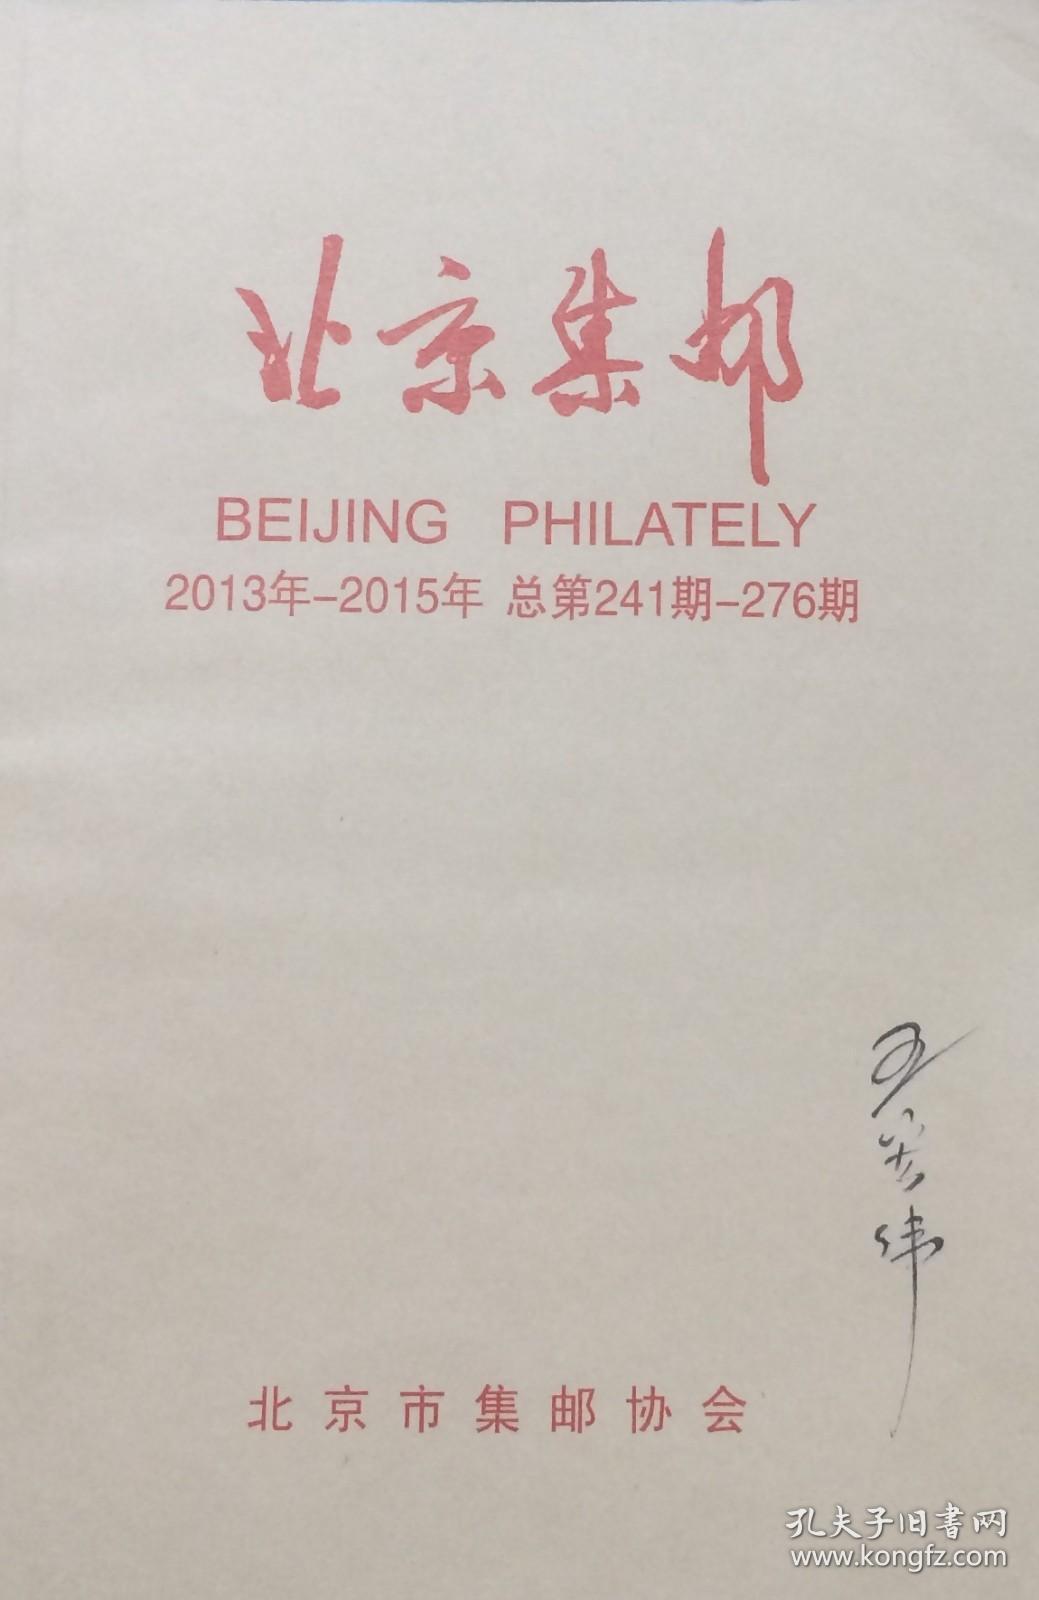 北京集邮
BEIJING PHILATELY
2013年-2015年 总第241期-276期
北京市集邮协会
孔夫子旧书网
www.kongfz.com